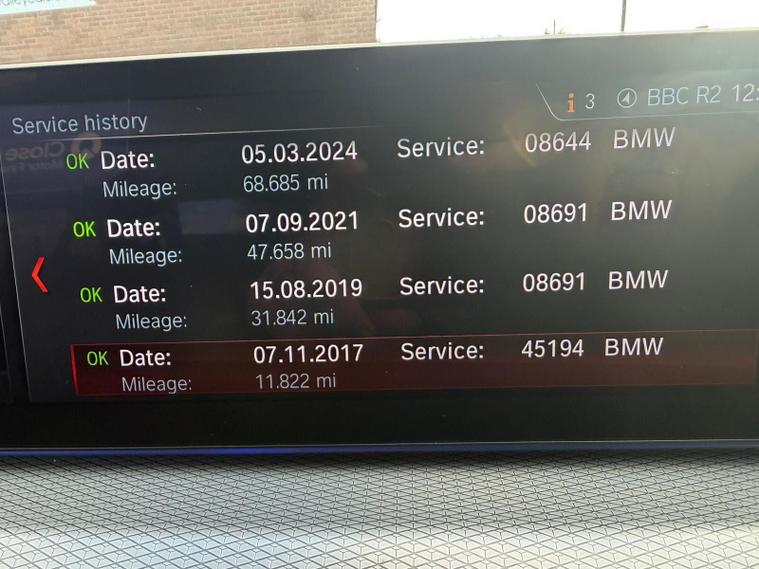 i 3 BBC R2 12:
Service history
OK Date: 05.03.2024 Service: 08644 BMW
Mileage: 68.685 mi
OK Date: 07.09.2021 Service: 08691 BMW
Mileage: 47.658 mi
OK Date: 15.08.2019 Service: 08691 BMW
Mileage: 31.842 mi
OK Date: 07.11.2017 Service: 45194 BMW
Mileage: 11.822 mi